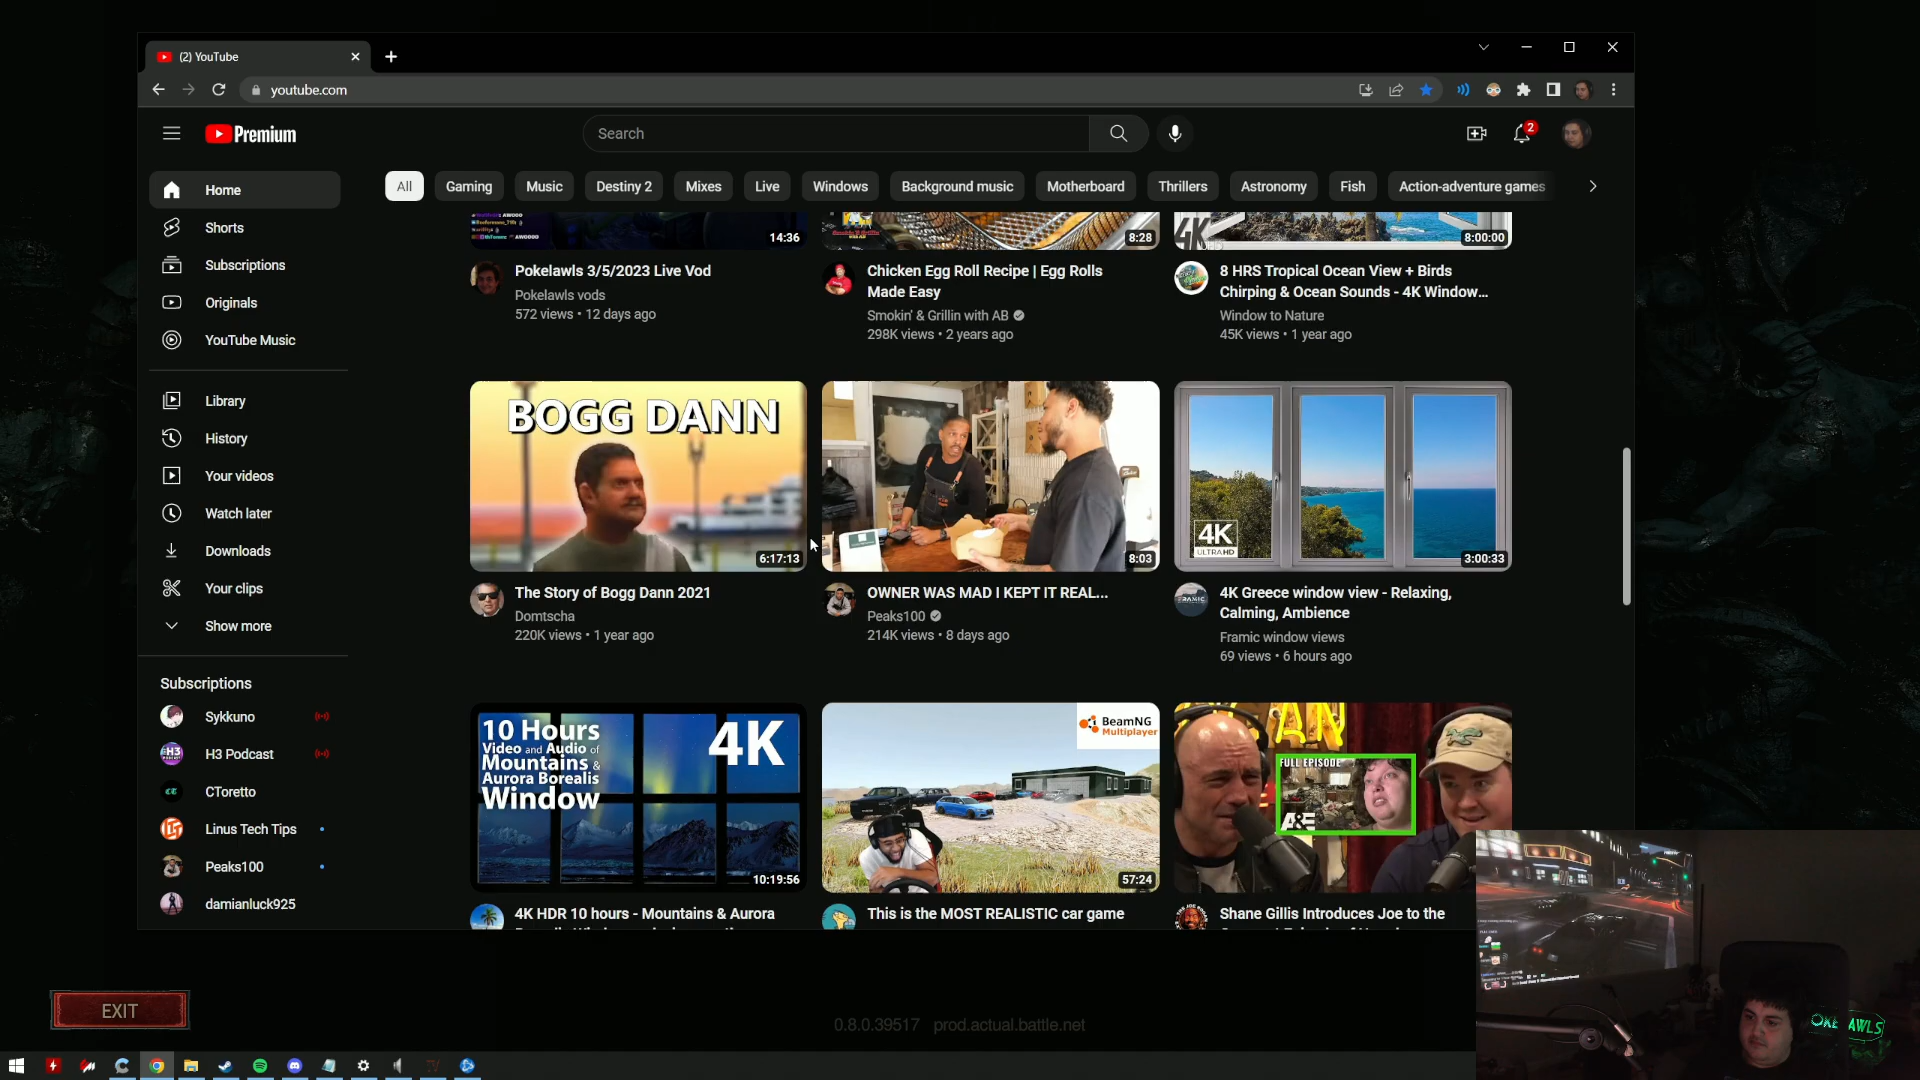 (2) YouTube
youtube.com
Premium
Search
2
Home
Shorts
Subscriptions
Originals
YouTube Music
Library
History
Your videos
Watch later
Downloads
Your clips
Show more
Subscriptions
Sykkuno
H3 Podcast
CToretto
Linus Tech Tips
Peaks100
damianluck925
All
Gaming
Music
Destiny 2
Mixes
Live
Windows
Background music
Motherboard
Thrillers
Astronomy
Fish
Action-adventure games
14:36
Pokelawls 3/5/2023 Live Vod
Pokelawls vods
572 views • 12 days ago
8:28
Chicken Egg Roll Recipe | Egg Rolls
Made Easy
Smokin' & Grillin with AB
298K views • 2 years ago
4K
8:00:00
8 HRS Tropical Ocean View + Birds
Chirping & Ocean Sounds - 4K Window...
Window to Nature
45K views • 1 year ago
BOGG DANN
6:17:13
The Story of Bogg Dann 2021
Domtscha
220K views • 1 year ago
8:03
OWNER WAS MAD I KEPT IT REAL...
Peaks100
214K views • 8 days ago
4K
ULTRA HD
3:00:33
4K Greece window view - Relaxing,
Calming, Ambience
Framic window views
69 views • 6 hours ago
10 Hours
Video and Audio of
Mountains &
Aurora Borealis
Window
4K
10:19:56
4K HDR 10 hours - Mountains & Aurora
BeamNG
Multiplayer
57:24
This is the MOST REALISTIC car game
FULL EPISODE
A&E
Shane Gillis Introduces Joe to the
EXIT
0.8.0.39517 prod.actual.battle.net